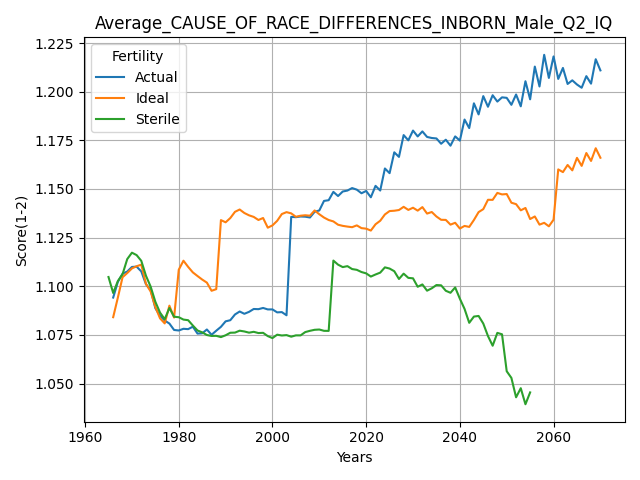 Average_CAUSE_OF_RACE_DIFFERENCES_INBORN_Male_Q2_IQ
Fertility
Actual
Ideal
Sterile
Score(1-2)
1.225
1.200
1.175
1.150
1.125
1.100
1.075
1.050
1960 1980 2000 2020 2040 2060
Years